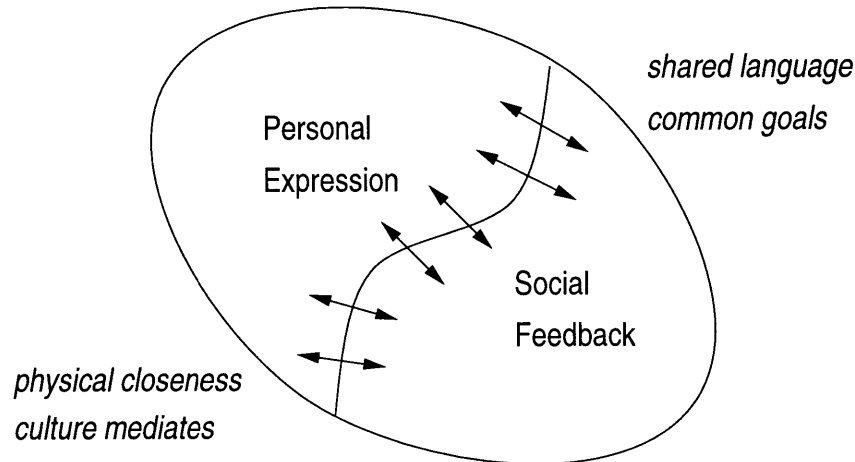 shared language
common goals
Personal
Expression
Social
Feedback
physical closeness
culture mediates